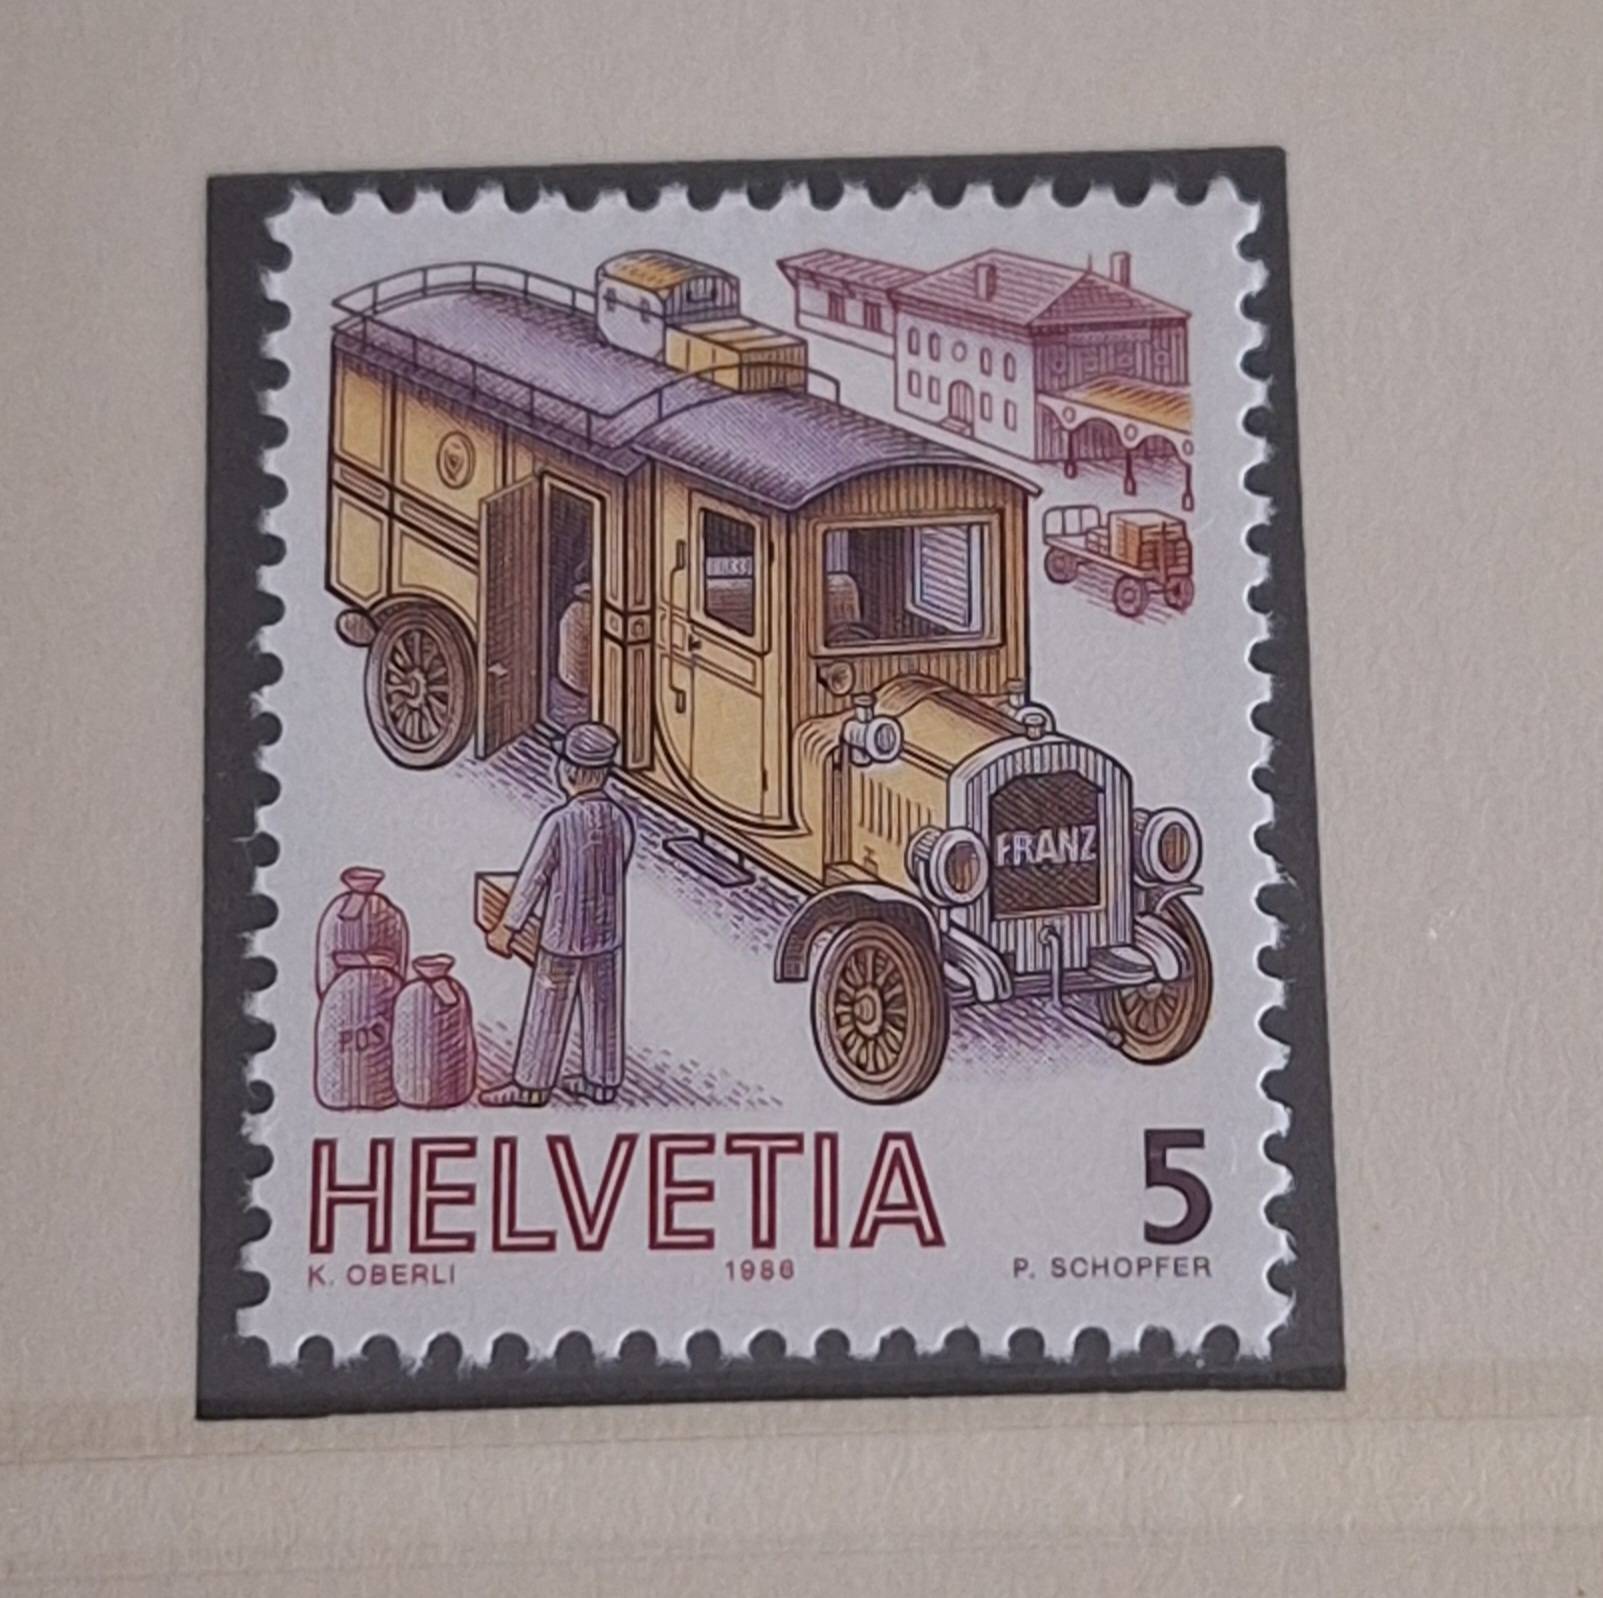 FRANZ
POS
HELVETIA 5
K. OBERLI 1986 P. SCHOPFER